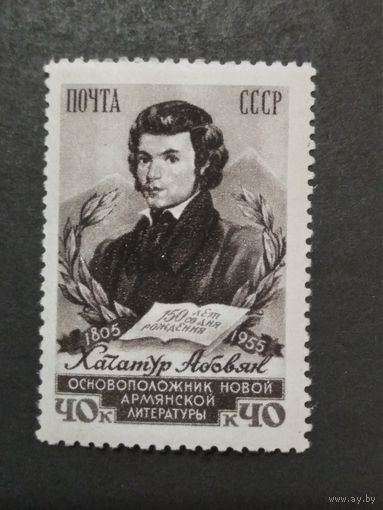 ПОЧТА СССР
150 ЛЕТ
СО ДНЯ
РОЖДЕНИЯ
1805 1955
Хачатур Абовян
ОСНОВОПОЛОЖНИК НОВОЙ
АРМЯНСКОЙ
ЛИТЕРАТУРЫ
40к к40
www.ay.by